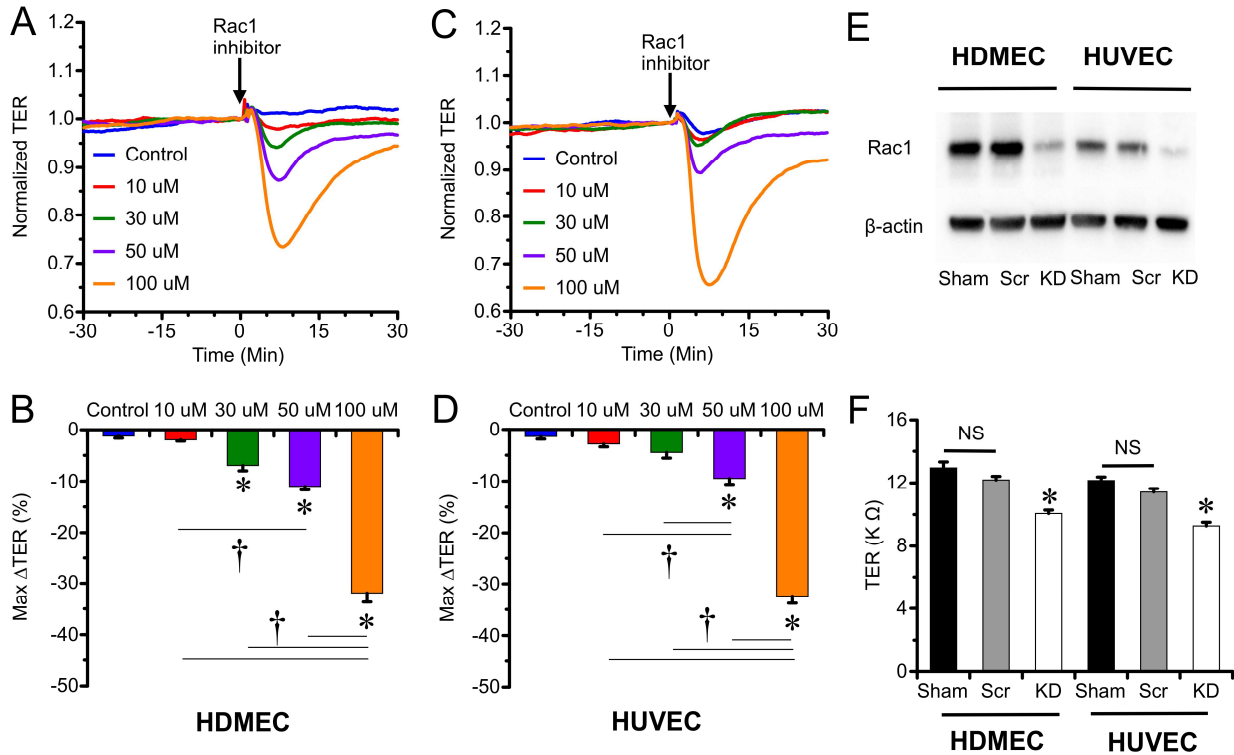 A
Normalized TER
1.2
1.1
1.0
0.9
0.8
0.7
0.6
Rac1
inhibitor
Control
10 uM
30 uM
50 uM
100 uM
-30
-15
0
15
30
Time (Min)
C
Normalized TER
1.2
1.1
1.0
0.9
0.8
0.7
0.6
Rac1
inhibitor
Control
10 uM
30 uM
50 uM
100 uM
-30
-15
0
15
30
Time (Min)
E
HDMEC HUVEC
Rac1
β-actin
Sham Scr KD Sham Scr KD
B
Control 10 uM 30 uM 50 uM 100 uM
Max ΔTER (%)
0
-10
-20
-30
-40
-50
* * *
†
†
HDMEC
D
Control 10 uM 30 uM 50 uM 100 uM
Max ΔTER (%)
0
-10
-20
-30
-40
-50
* *
†
†
HUVEC
F
TER (K Ω)
16
12
8
4
0
NS
*
NS
*
Sham Scr KD Sham Scr KD
HDMEC HUVEC